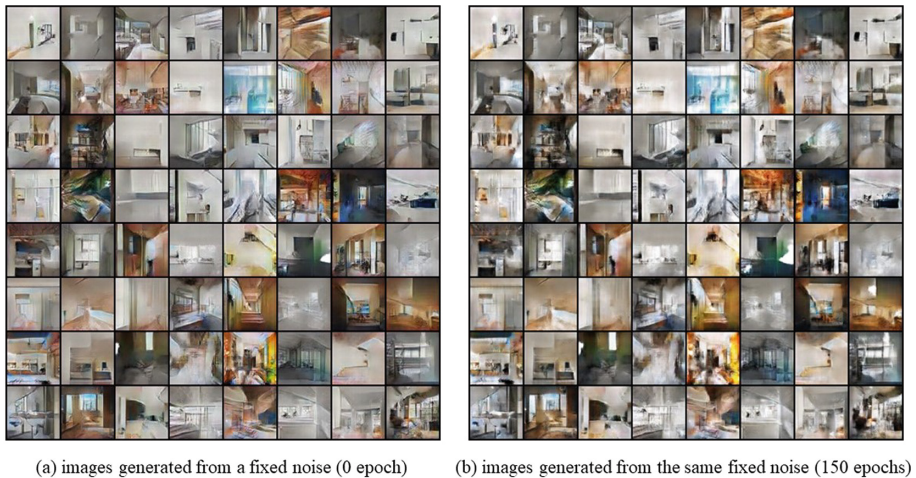 (a) images generated from a fixed noise (0 epoch)
(b) images generated from the same fixed noise (150 epochs)